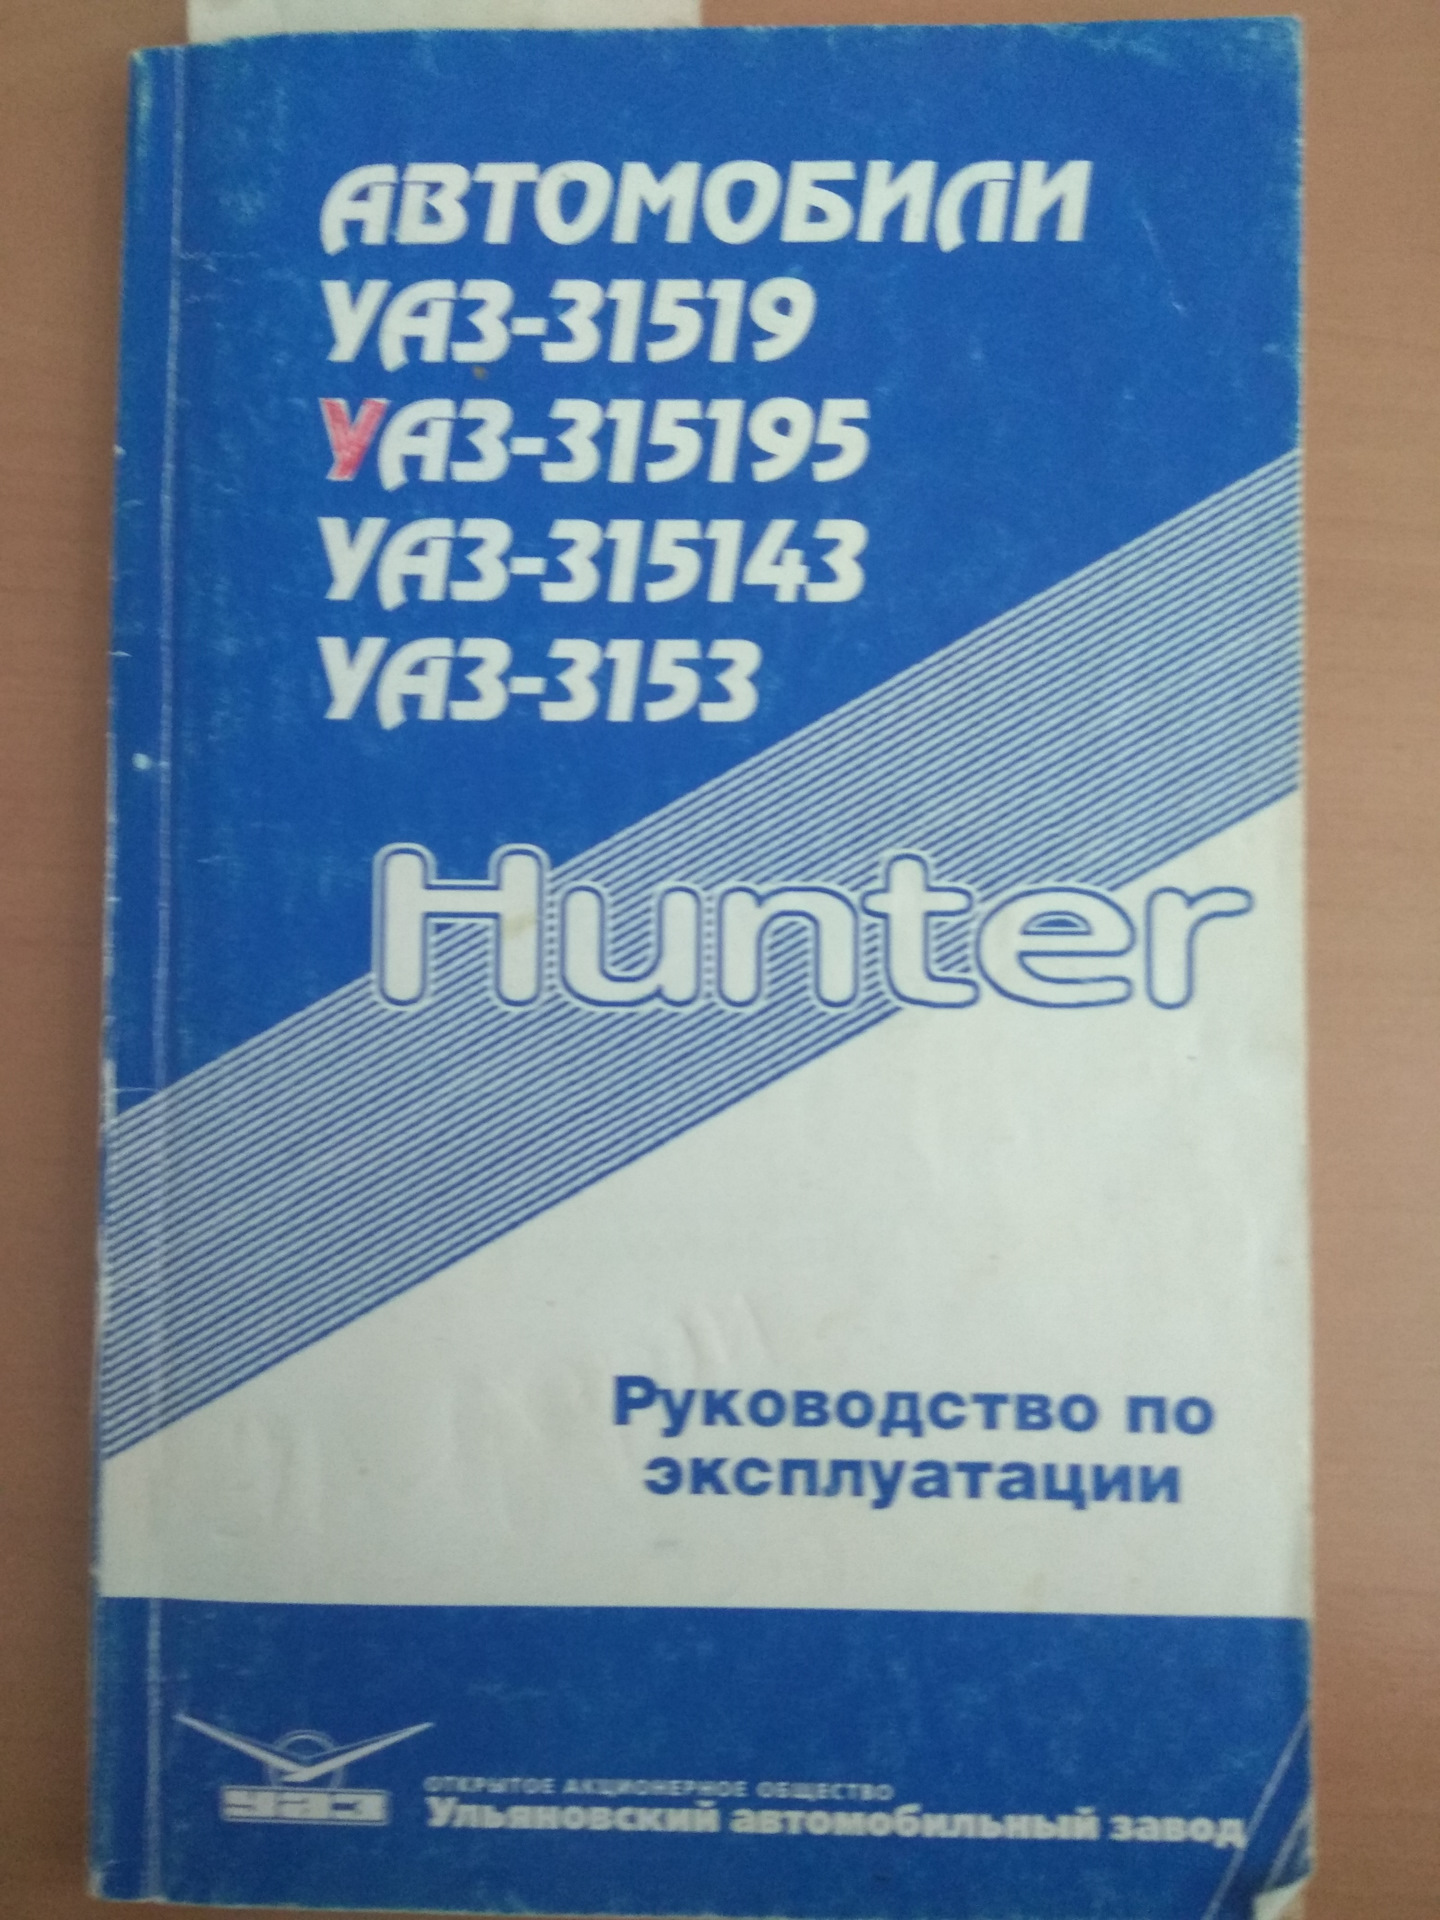 АВТОМОБИЛИ
УАЗ-31519
УАЗ-315195
УАЗ-315143
УАЗ-3153
Hunter
Руководство по
эксплуатации
УАЗ
ОТКРЫТОЕ АКЦИОНЕРНОЕ ОБЩЕСТВО
Ульяновский автомобильный завод